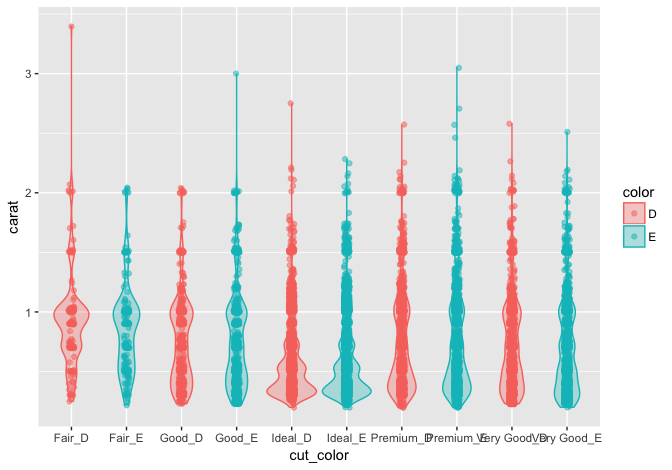 3
2
1
carat
Fair_D Fair_E Good_D Good_E Ideal_D Ideal_E Premium_D Premium_E Very Good_D Very Good_E
cut_color
color
D
E